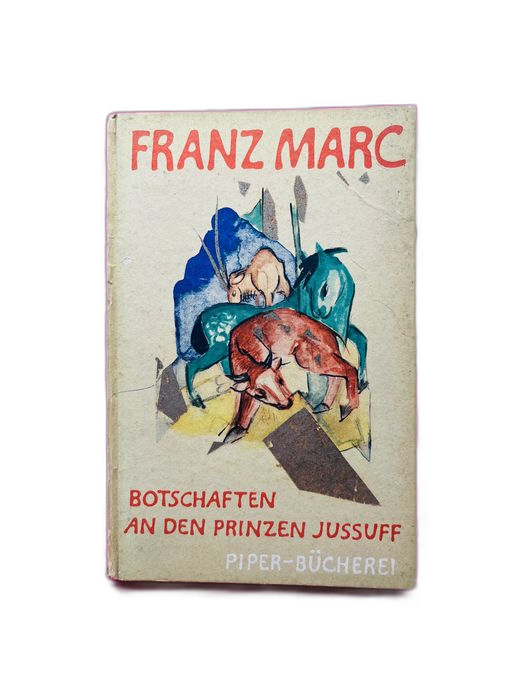 FRANZ MARC
BOTSCHAFTEN
AN DEN PRINZEN JUSSUFF
PIPER-BÜCHEREI